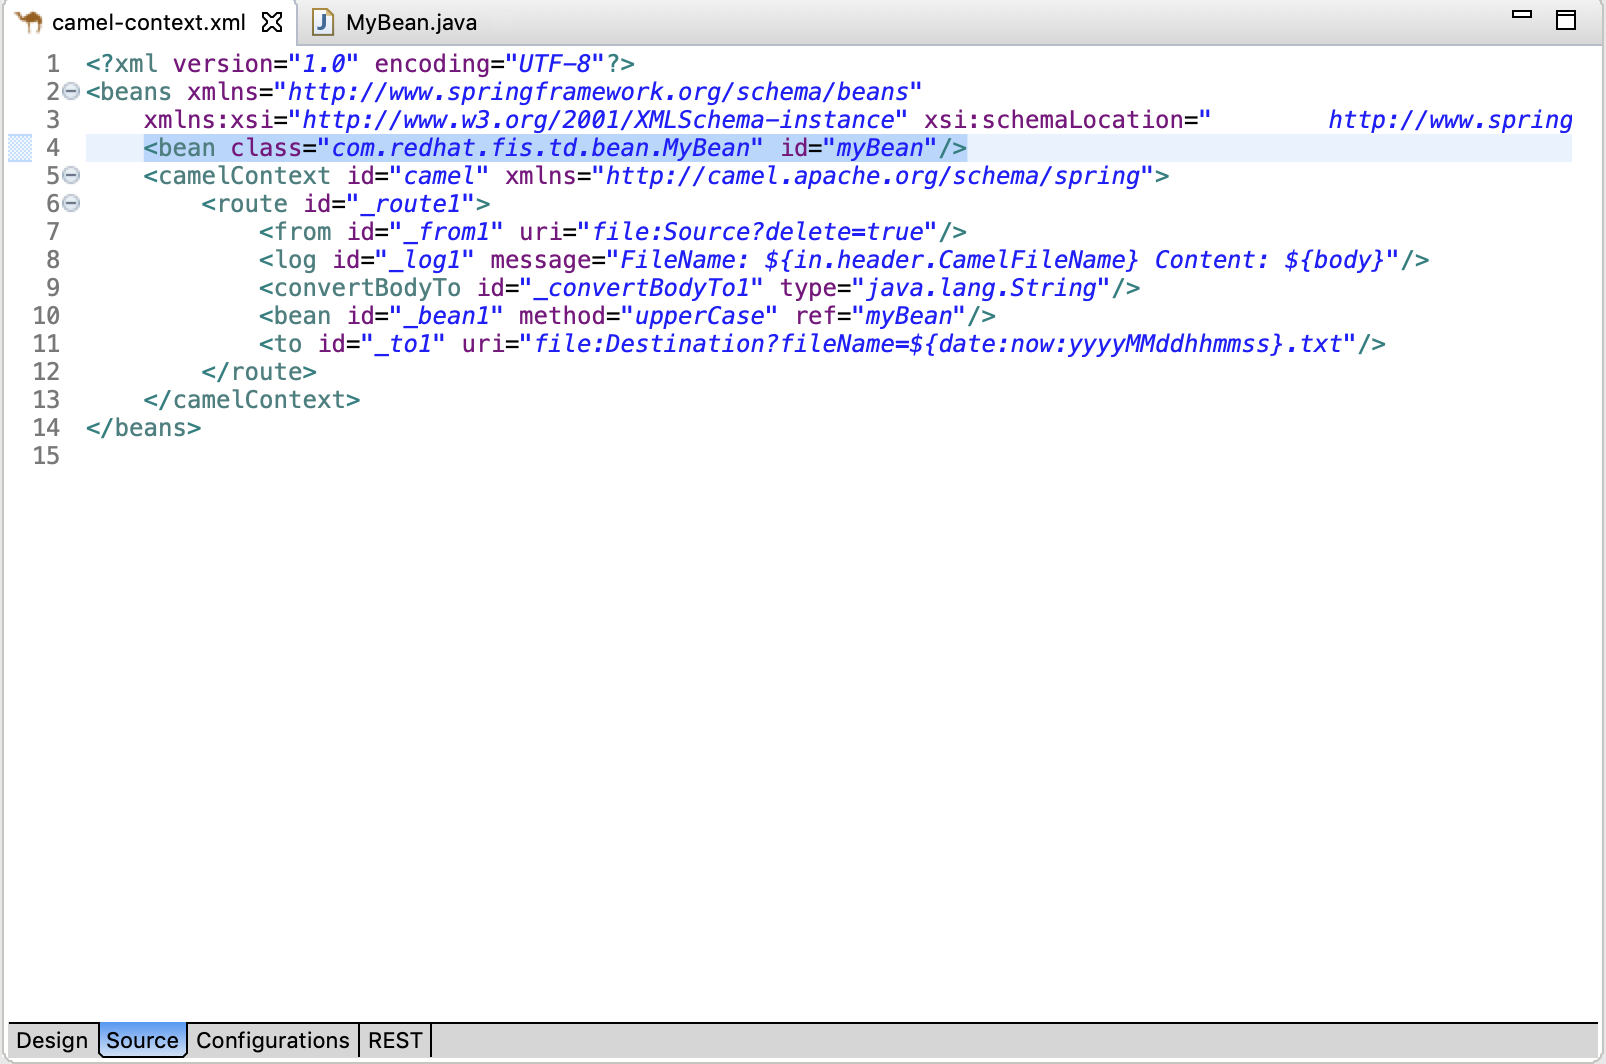 camel-context.xml MyBean.java
1 <?xml version="1.0" encoding="UTF-8"?>
2 <beans xmlns="http://www.springframework.org/schema/beans"
3 xmlns:xsi="http://www.w3.org/2001/XMLSchema-instance" xsi:schemaLocation=" http://www.spring
4 <bean class="com.redhat.fis.td.bean.MyBean" id="myBean"/>
5 <camelContext id="camel" xmlns="http://camel.apache.org/schema/spring">
6 <route id="_route1">
7 <from id="_from1" uri="file:Source?delete=true"/>
8 <log id="_log1" message="FileName: ${in.header.CamelFileName} Content: ${body}"/>
9 <convertBodyTo id="_convertBodyTo1" type="java.lang.String"/>
10 <bean id="_bean1" method="upperCase" ref="myBean"/>
11 <to id="_to1" uri="file:Destination?fileName=${date:now:yyyyMMddhhmmss}.txt"/>
12 </route>
13 </camelContext>
14 </beans>
15
Design Source Configurations REST